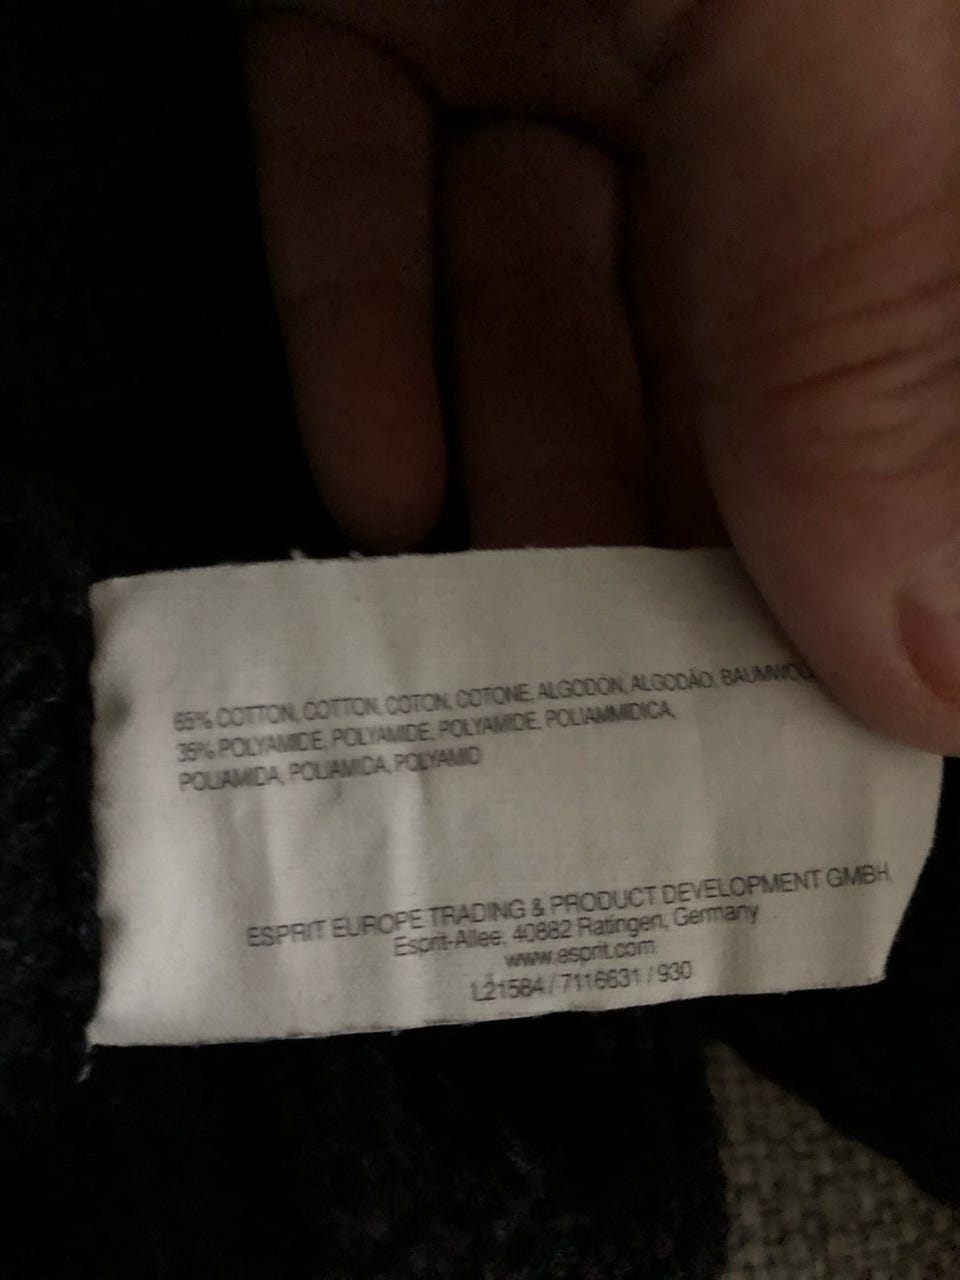 65% COTTON, COTTON, COTON, COTONE, ALGODÓN, ALGODÃO,
35% POLYAMIDE, POLYAMIDE, POLYAMIDE, POLIAMMIDICA,
POLIAMIDA, POLIAMIDA, POLYAMID
ESPRIT EUROPE TRADING & PRODUCT DEVELOPMENT GMBH,
Esprit-Allee, 40882 Ratingen, Germany
www.esprit.com
L21584 / 7116631 / 930